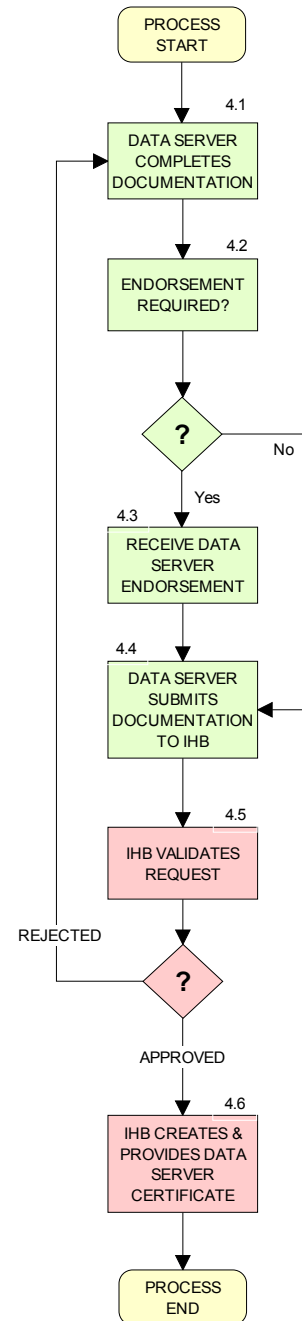 PROCESS
START
4.1
DATA SERVER
COMPLETES
DOCUMENTATION
4.2
ENDORSEMENT
REQUIRED?
?
No
Yes
4.3
RECEIVE DATA
SERVER
ENDORSEMENT
4.4
DATA SERVER
SUBMITS
DOCUMENTATION
TO IHB
4.5
IHB VALIDATES
REQUEST
REJECTED
?
APPROVED
4.6
IHB CREATES &
PROVIDES DATA
SERVER
CERTIFICATE
PROCESS
END